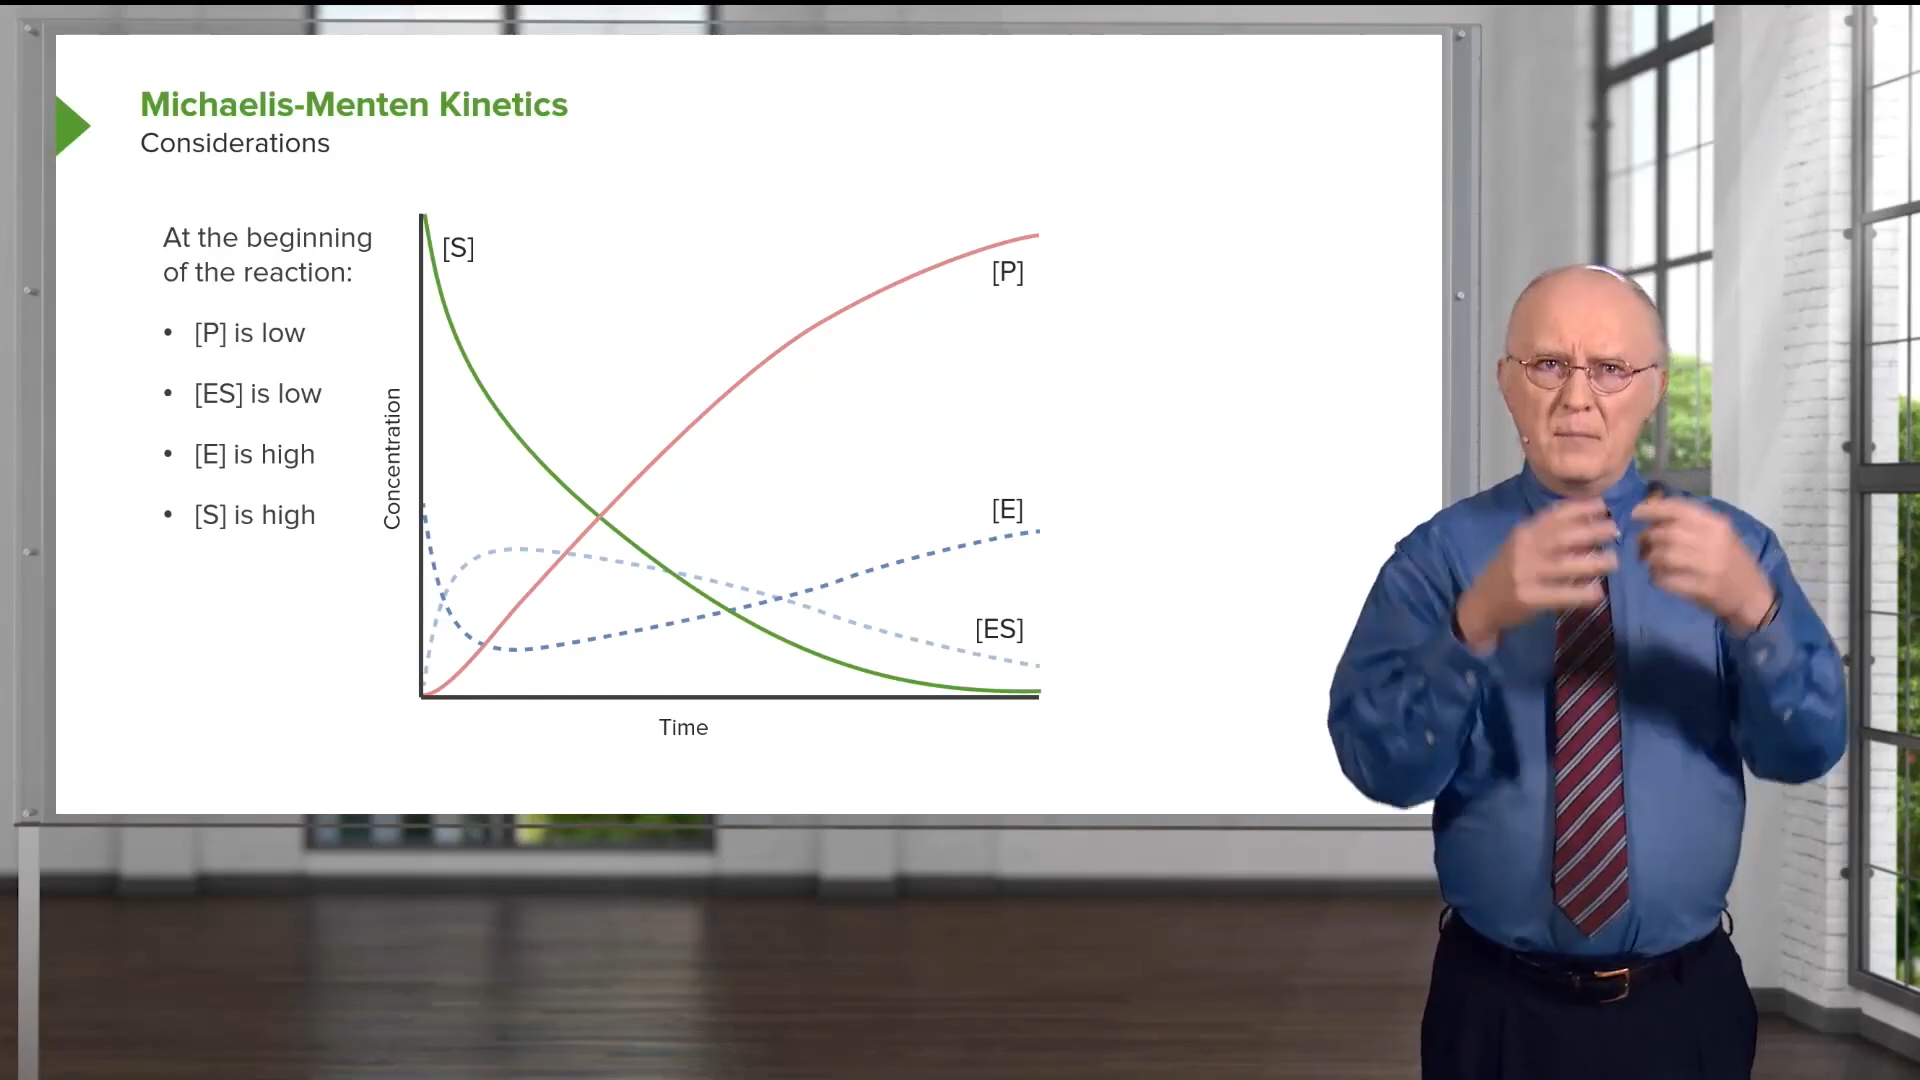 Michaelis-Menten Kinetics
Considerations
At the beginning
of the reaction:
• [P] is low
• [ES] is low
• [E] is high
• [S] is high
[S]
[P]
[E]
[ES]
Concentration
Time